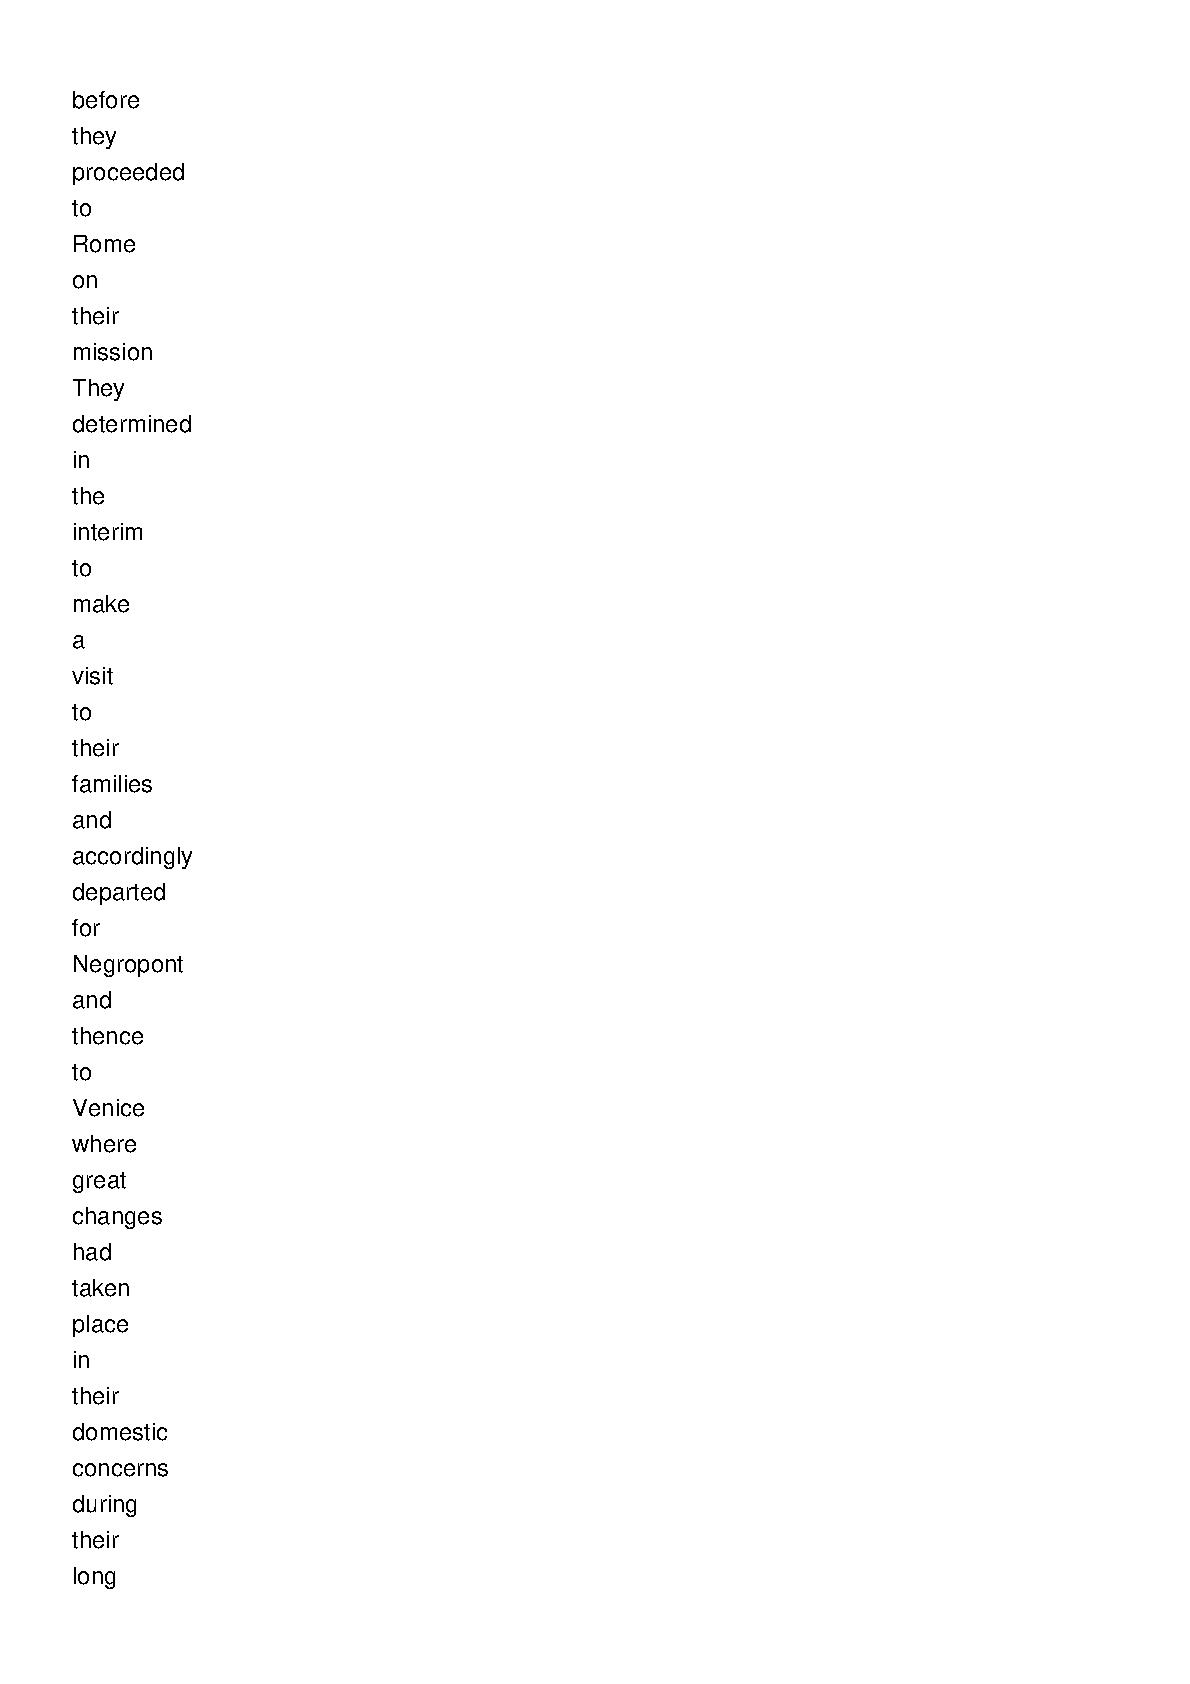 before
they
proceeded
to
Rome
on
their
mission
They
determined
in
the
interim
to
make
a
visit
to
their
families
and
accordingly
departed
for
Negropont
and
thence
to
Venice
where
great
changes
had
taken
place
in
their
domestic
concerns
during
their
long